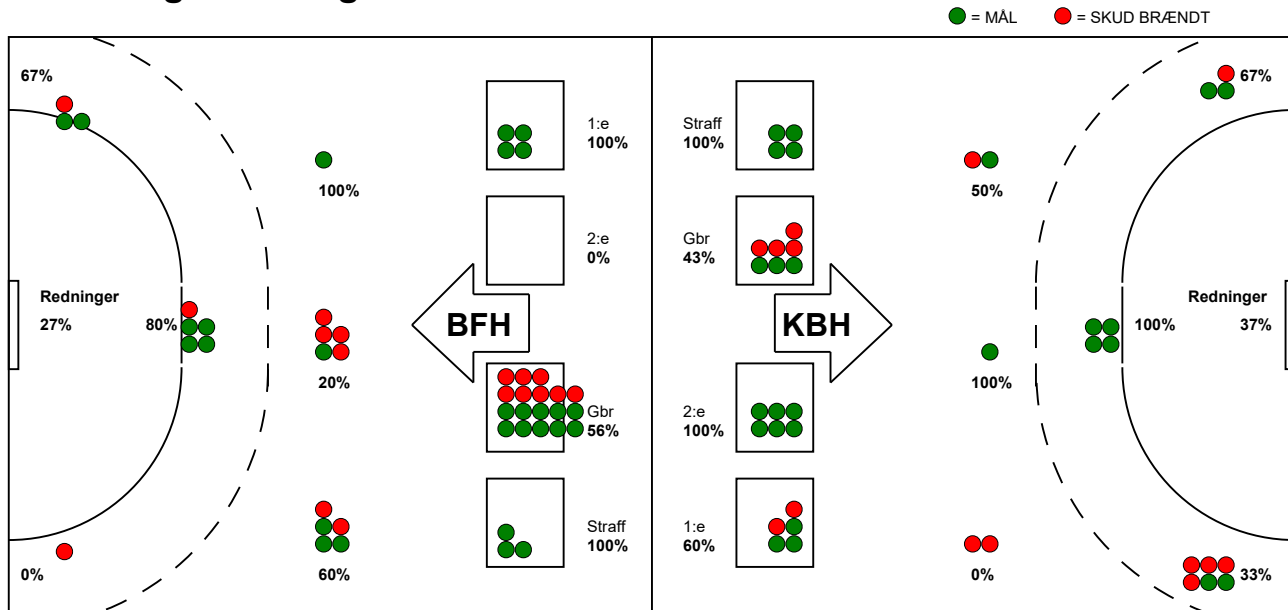 = MÅL
= SKUD BRÆNDT
67%
100%
Redninger
27%
80%
20%
0%
60%
1:e
100%
2:e
0%
BFH
Gbr
56%
Straff
100%
Straff
100%
Gbr
43%
KBH
2:e
100%
1:e
60%
67%
50%
Redninger
100%
37%
100%
0%
33%